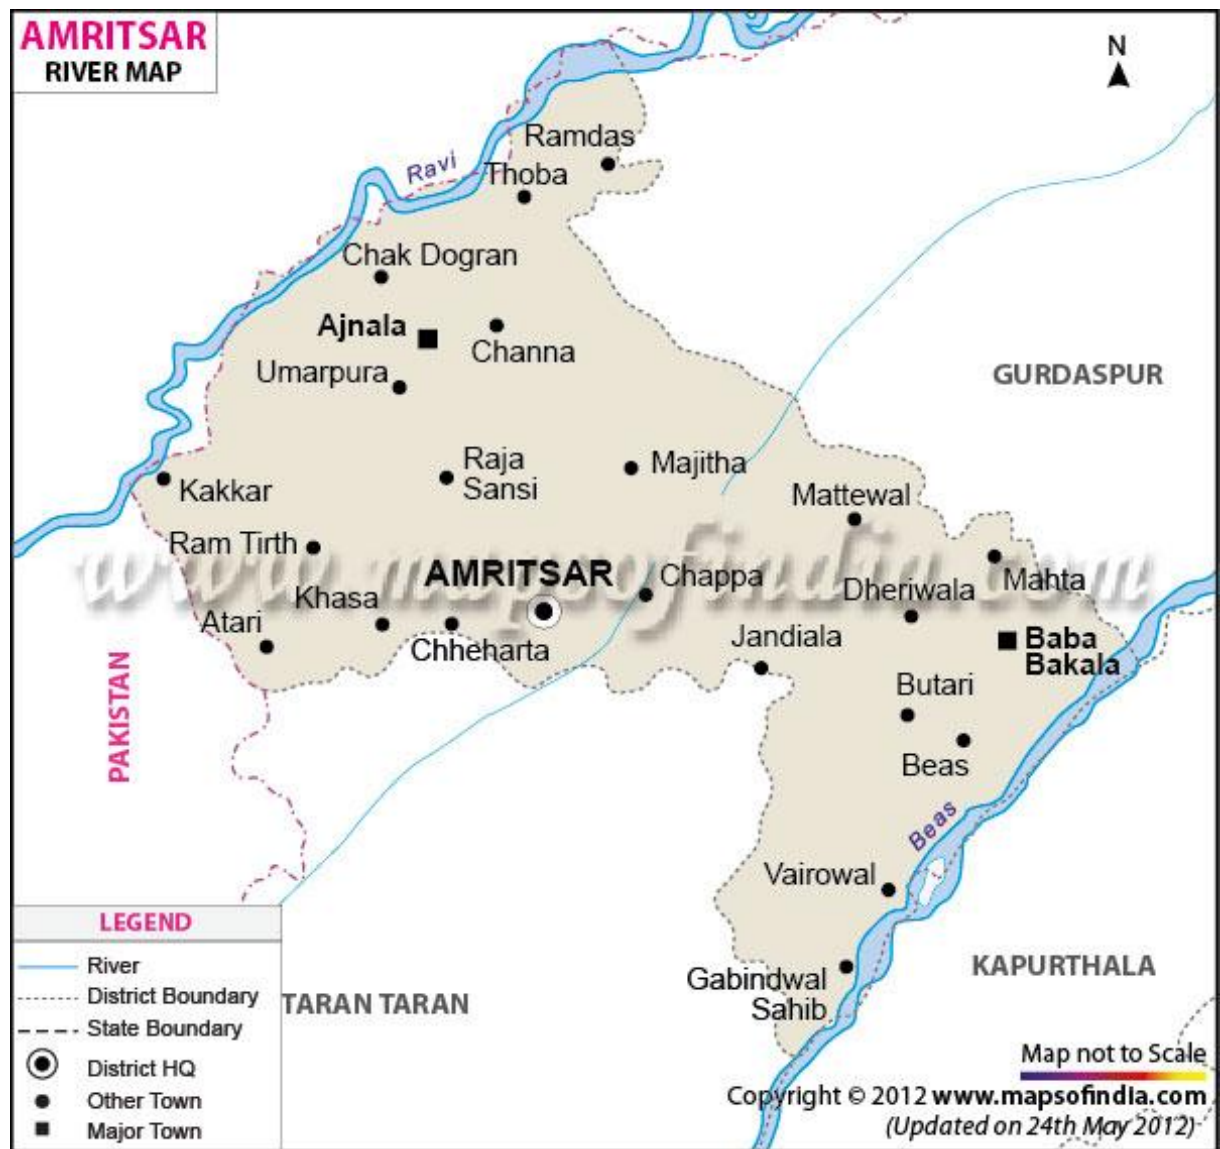 AMRITSAR
RIVER MAP
N
Ramdas
Ravi
Thoba
Chak Dogran
Ajnala
Channa
Umarpura
GURDASPUR
Raja
Sansi
Majitha
Kakkar
Mattewal
Ram Tirth
www.mapsofindia.com
AMRITSAR
Chappa
Mahta
Khasa
Dheriwala
Atari
Chheharta
Jandiala
Baba
Bakala
PAKISTAN
Butari
Beas
Beas
Vairowal
LEGEND
River
District Boundary
State Boundary
District HQ
Other Town
Major Town
TARAN TARAN
Gabindwal
Sahib
KAPURTHALA
Map not to Scale
Copyright © 2012 www.mapsofindia.com
(Updated on 24th May 2012)